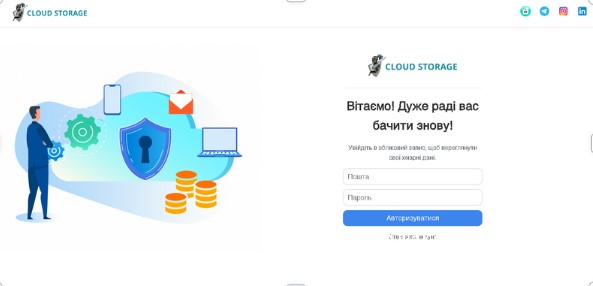 CLOUD STORAGE
CLOUD STORAGE
Вітаємо! Дуже раді вас
бачити знову!
Увійдіть в обліковий запис, щоб переглянути
свої хмарні дані.
Пошта
Пароль
Авторизуватися